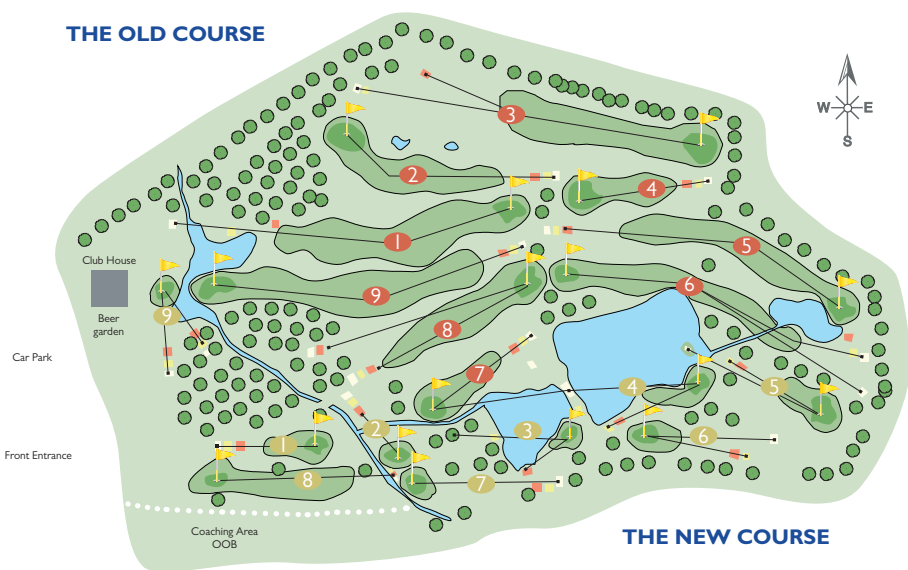 THE OLD COURSE
3
W E
S
2
4
1
5
Club House
9
6
9
Beer
garden
8
Car Park
7
4
5
2
3
6
1
Front Entrance
8
7
Coaching Area
OOB
THE NEW COURSE